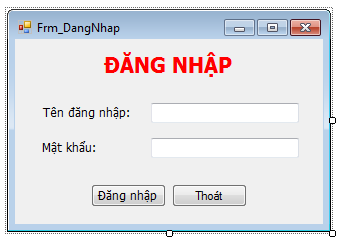 Frm_DangNhap
ĐĂNG NHẬP
Tên đăng nhập:
Mật khẩu:
Đăng nhập Thoát